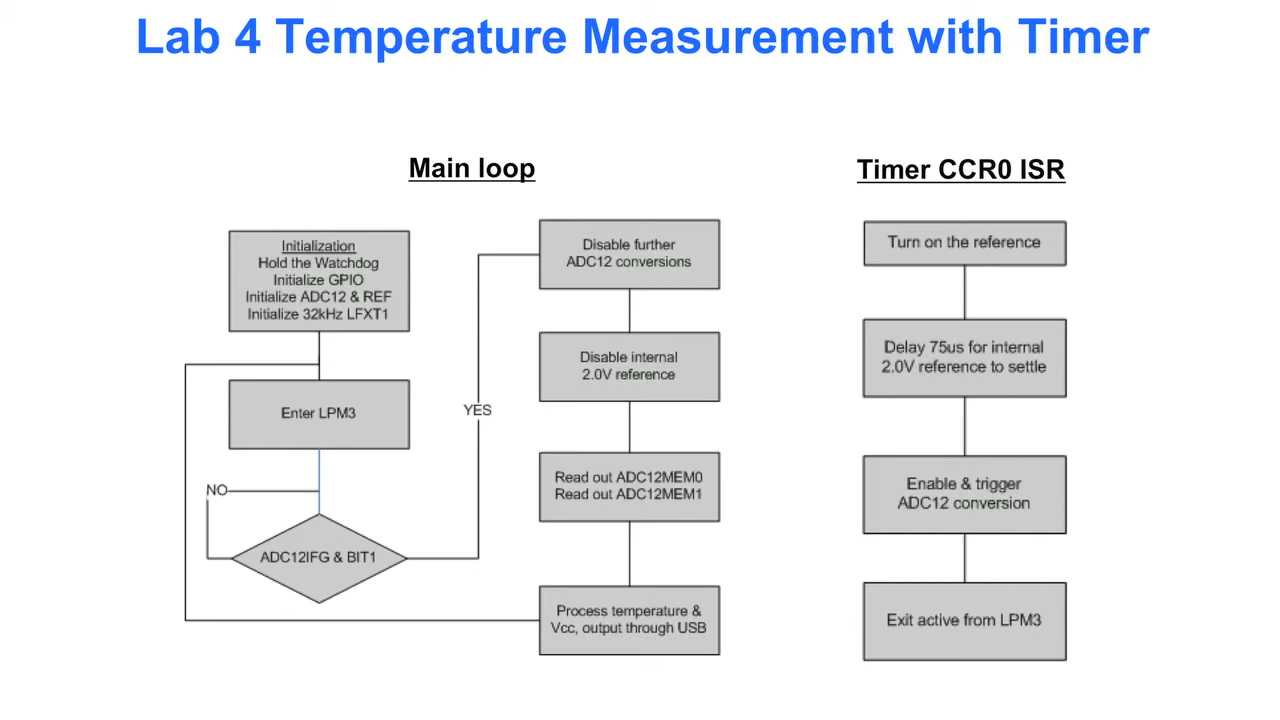 Lab 4 Temperature Measurement with Timer
Main loop
Initialization
Hold the Watchdog
Initialize GPIO
Initialize ADC12 & REF
Initialize 32kHz LFXT1
Enter LPM3
NO
ADC12IFG & BIT1
YES
Disable further
ADC12 conversions
Disable internal
2.0V reference
Read out ADC12MEM0
Read out ADC12MEM1
Process temperature &
Vcc, output through USB
Timer CCR0 ISR
Turn on the reference
Delay 75us for internal
2.0V reference to settle
Enable & trigger
ADC12 conversion
Exit active from LPM3